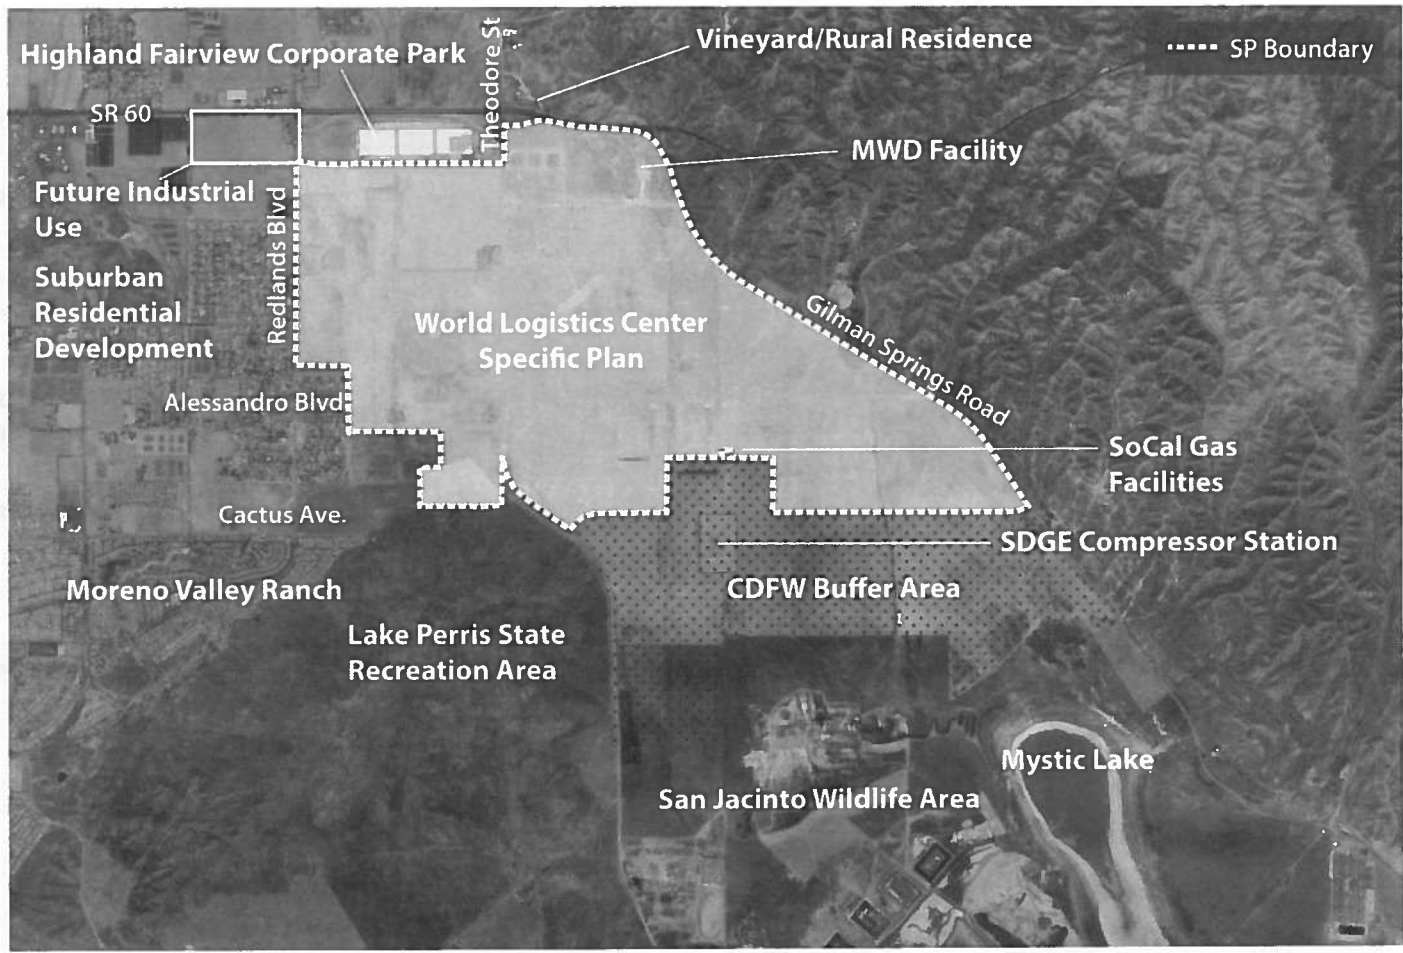 Highland Fairview Corporate Park
Theodore St
Vineyard/Rural Residence
SP Boundary
SR 60
MWD Facility
Future Industrial
Use
Redlands Blvd
Suburban
Residential
Development
World Logistics Center
Specific Plan
Gilman Springs Road
Alessandro Blvd
SoCal Gas
Facilities
Cactus Ave.
SDGE Compressor Station
Moreno Valley Ranch
CDFW Buffer Area
Lake Perris State
Recreation Area
Mystic Lake
San Jacinto Wildlife Area